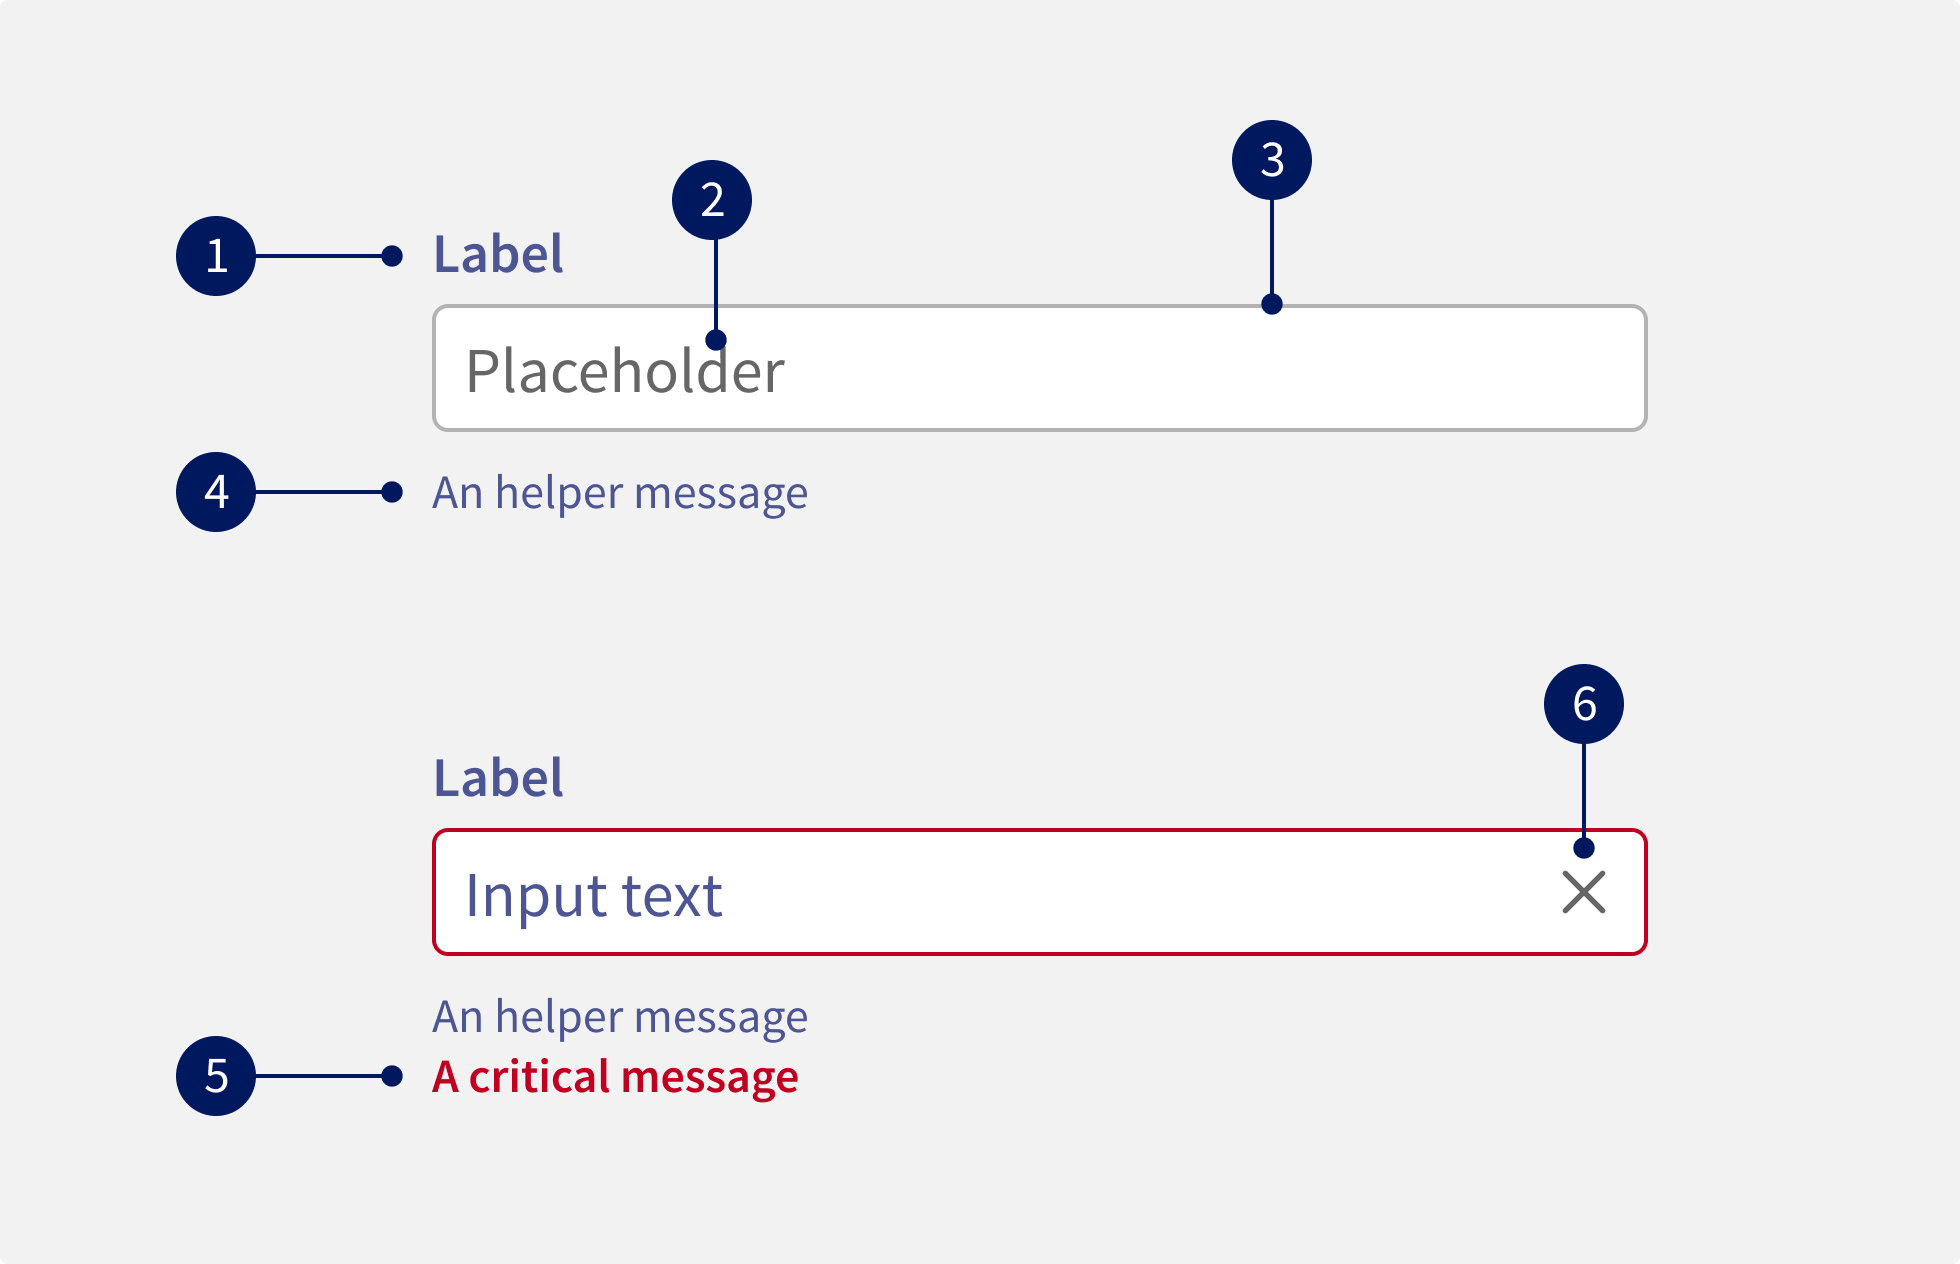 3
2
1 Label
Placeholder
4 An helper message
6
Label
Input text
An helper message
5 A critical message